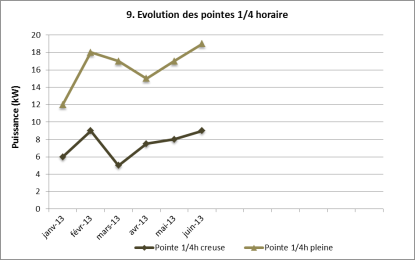 9. Evolution des pointes 1/4 horaire
Puissance (kW)
20
18
16
14
12
10
8
6
4
2
0
janv-13
févr-13
mars-13
avr-13
mai-13
juin-13
Pointe 1/4h creuse
Pointe 1/4h pleine